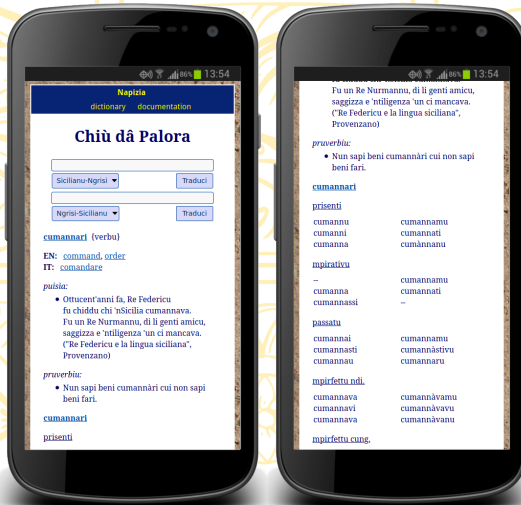 86% 13:54
Napizia
dictionary documentation
Chiù dâ Palora
Sicilianu-Ngrisi Traduci
Ngrisi-Sicilianu Traduci
cumannari {verbu}
EN: command, order
IT: comandare
puisia:
• Ottucent'anni fa, Re Federicu
fu chiddu chi 'nSicilia cumannava.
Fu un Re Nurmannu, di li genti amicu,
saggizza e 'ntiligenza 'un ci mancava.
("Re Federicu e la lingua siciliana",
Provenzano)
pruverbiu:
• Nun sapi beni cumannàri cui non sapi
beni fari.
cumannari
prisenti
86% 13:54
Fu un Re Nurmannu, di li genti amicu,
saggizza e 'ntiligenza 'un ci mancava.
("Re Federicu e la lingua siciliana",
Provenzano)
pruverbiu:
• Nun sapi beni cumannàri cui non sapi
beni fari.
cumannari
prisenti
cumannu cumannamu
cumanni cumannati
cumanna cumànnanu
mpirativu
-- cumannamu
cumanna cumannati
cumannassi --
passatu
cumannai cumannamu
cumannasti cumannàstivu
cumannau cumannaru
mpirfettu ndi.
cumannava cumannàvamu
cumannavi cumannàvavu
cumannava cumannàvanu
mpirfettu cung.